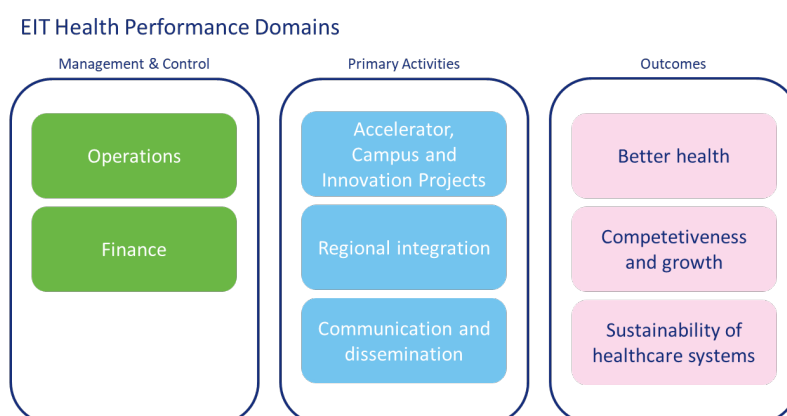 EIT Health Performance Domains
Management & Control
Operations
Finance
Primary Activities
Accelerator,
Campus and
Innovation Projects
Regional integration
Communication and
dissemination
Outcomes
Better health
Competetiveness
and growth
Sustainability of
healthcare systems